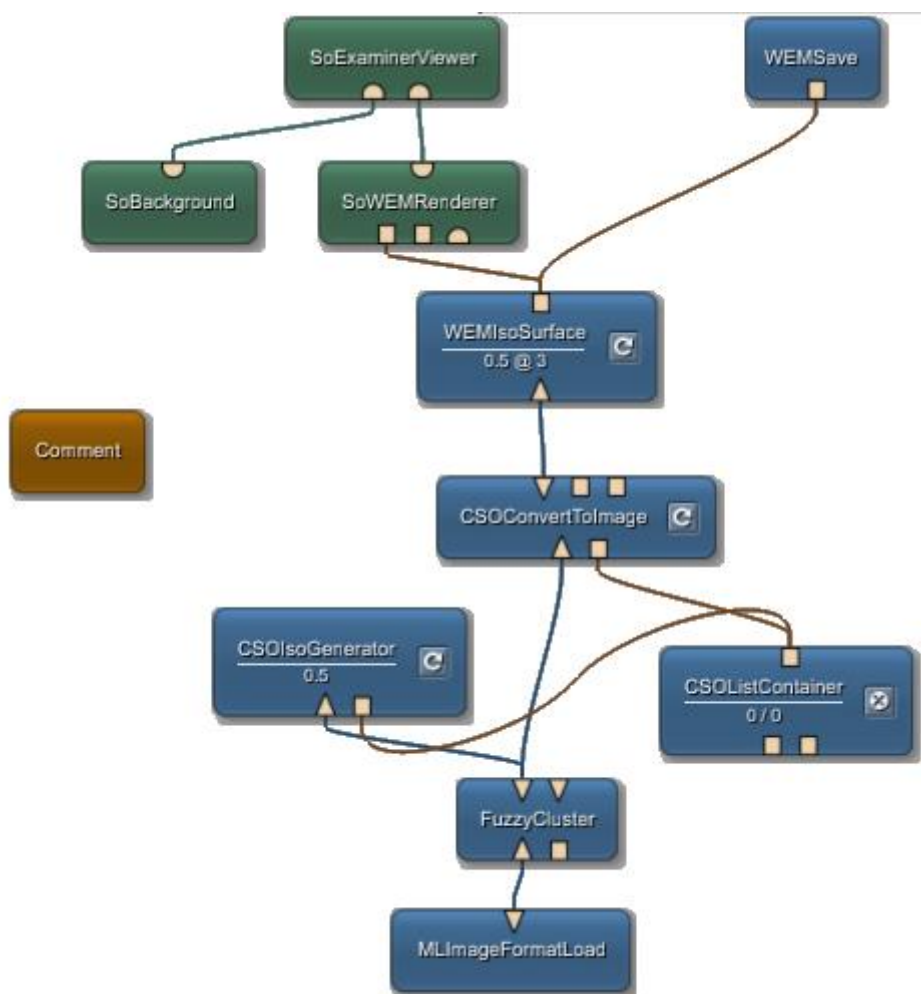 SoExaminerViewer
WEMSave
SoBackground
SoWEMRenderer
WEMIsoSurface
0.5 @ 3
Comment
CSOConvertToImage
CSOIsoGenerator
0.5
CSOListContainer
0 / 0
FuzzyCluster
MLImageFormatLoad